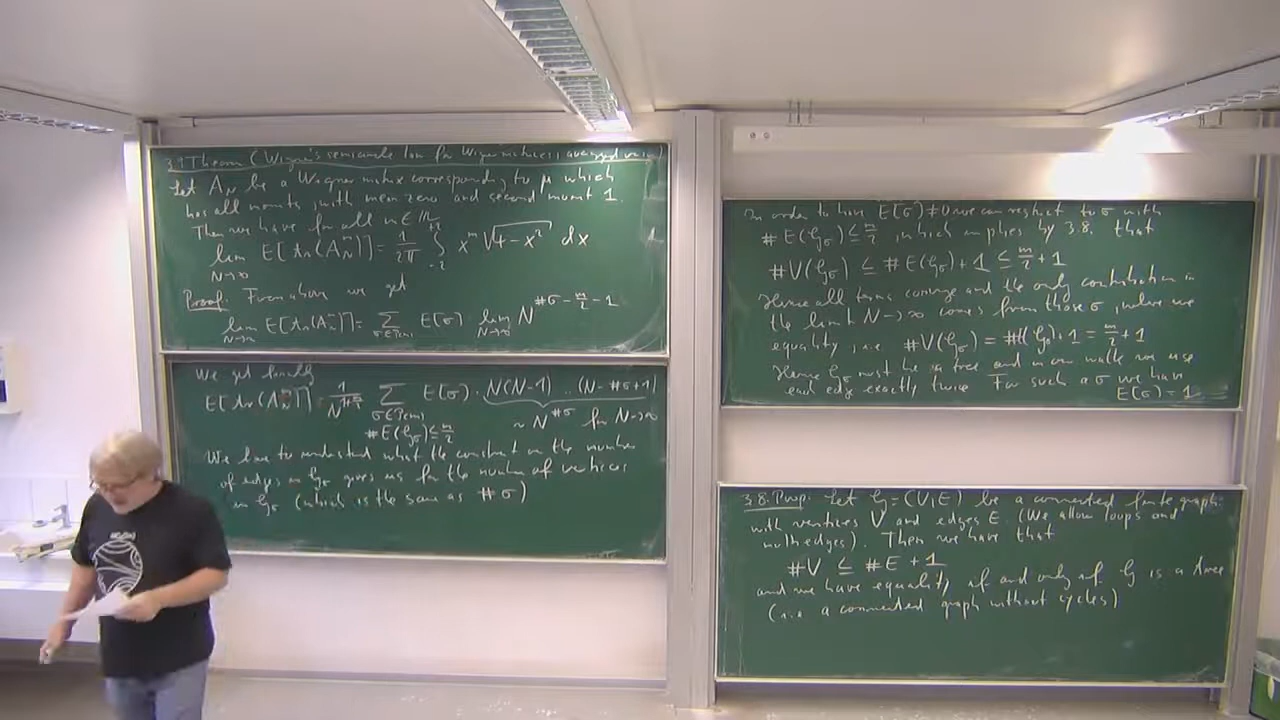 3.9 Theorem (Wigner's semicircle law for Wigner matrices, averaged
Let A_N be a Wigner matrix corresponding to μ which
has all moments, with mean zero and second moment 1.
Then we have for all m ∈ ℕ
lim_{N→∞} E[tr(A_N^m)] = 1/2π ∫_{-2}^{+2} x^m √(4-x²) dx
Proof. From above we get
lim_{N→∞} E[tr(A_N^m)] = Σ_{σ∈P(m)} E(σ) · lim_{N→∞} N^{#σ - m/2 - 1}
We get finally
E[tr(A_N^m)] = Σ_{σ∈P(m), #E(G_σ) ≤ m/2} E(σ) · N(N-1)...(N-#σ+1)
~ N^{#σ} for N→∞
We have to understand what the constraint on the number
of edges in G_σ gives us for the number of vertices
in G_σ (which is the same as #σ)
In order to have E(σ)≠0 we can restrict to σ with
#E(G_σ) ≤ m/2, which implies by 3.8. that
#V(G_σ) ≤ #E(G_σ)+1 ≤ m/2+1
Hence all terms converge and the only contribution in
the limit N→∞ comes from those σ, where we
equality, i.e. #V(G_σ) = #E(G_σ)+1 = m/2+1
Hence G_σ must be a tree and in our walk we use
each edge exactly twice. For such a σ we have
E(σ)=1
3.8. Prop. Let G=(V,E) be a connected finite graph
with vertices V and edges E. (We allow loops and
multiedges). Then we have that
#V ≤ #E + 1
and we have equality if and only if G is a tree
(i.e. a connected graph without cycles)